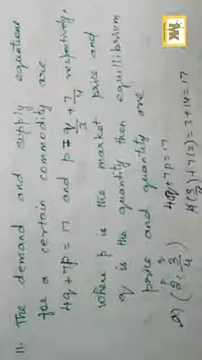 11. The demand and supply equations
for a certain commodity are
4q + 7p = 17 and p = q/3 + 7/4 respectively,
where p is the market price and
q is the quantity then equilibrium
price and quantity are
a) (2, 3/4)
4q + 7p = 17
4(3/4) + 7(2) = 3 + 14 = 17